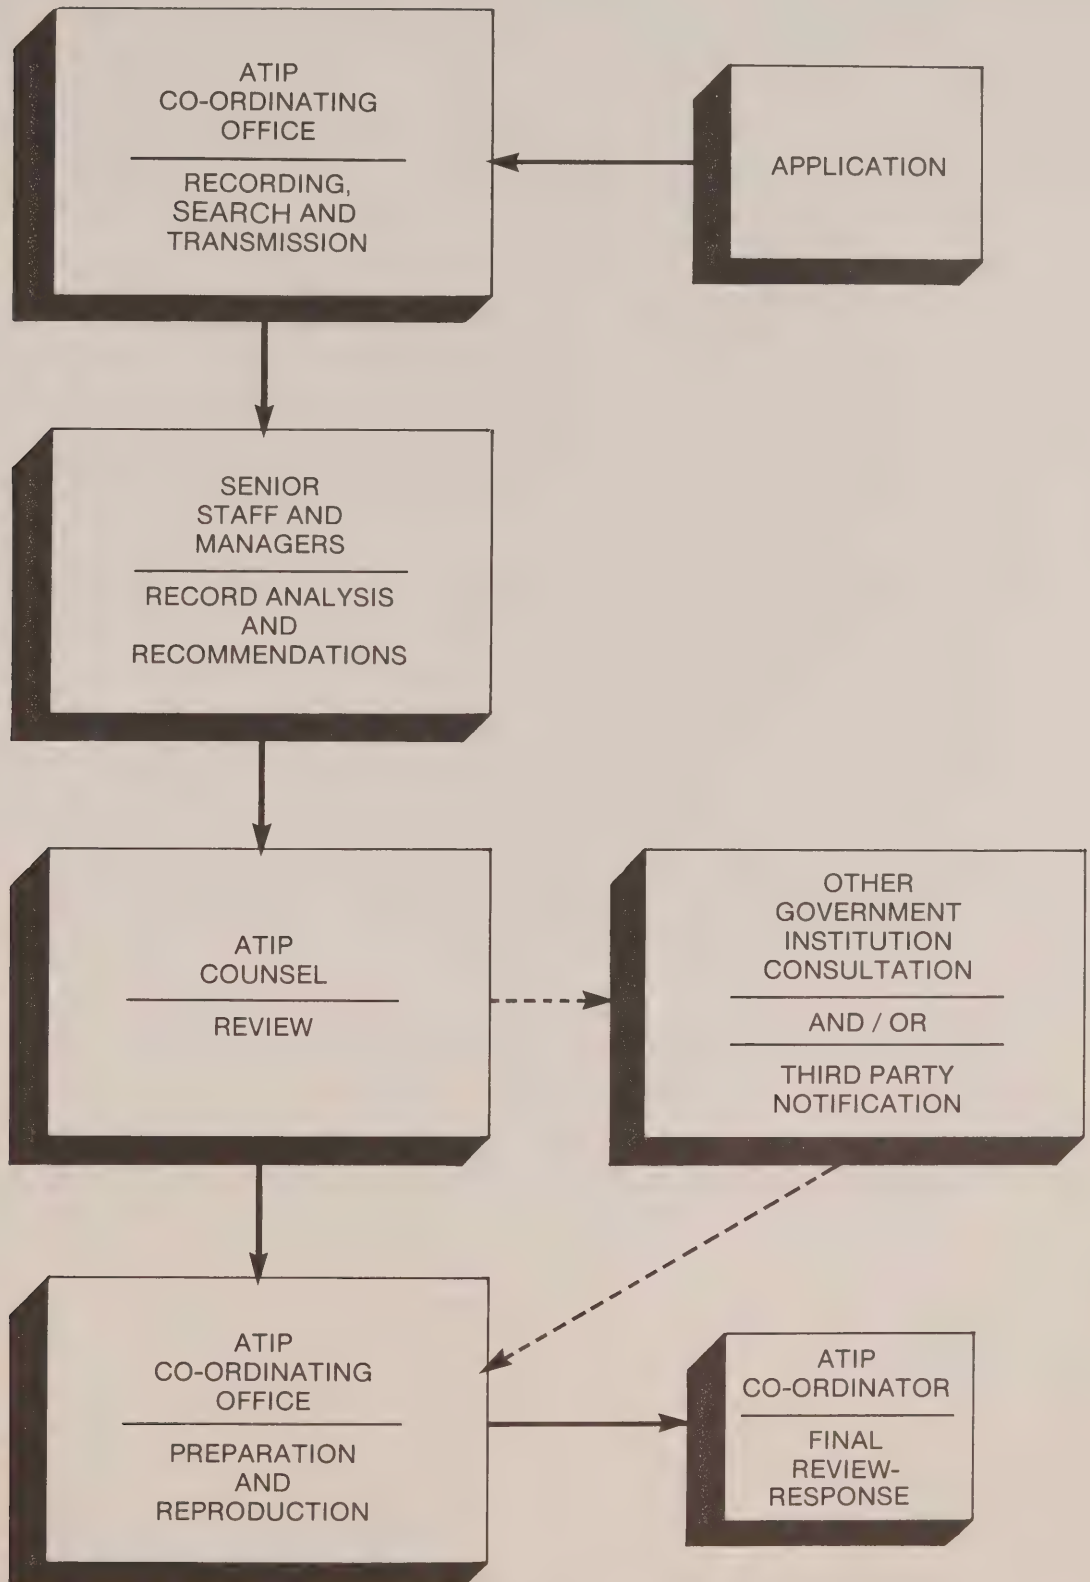 ATIP
CO-ORDINATING
OFFICE
RECORDING,
SEARCH AND
TRANSMISSION
APPLICATION
SENIOR
STAFF AND
MANAGERS
RECORD ANALYSIS
AND
RECOMMENDATIONS
ATIP
COUNSEL
REVIEW
OTHER
GOVERNMENT
INSTITUTION
CONSULTATION
AND / OR
THIRD PARTY
NOTIFICATION
ATIP
CO-ORDINATING
OFFICE
PREPARATION
AND
REPRODUCTION
ATIP
CO-ORDINATOR
FINAL
REVIEW-
RESPONSE